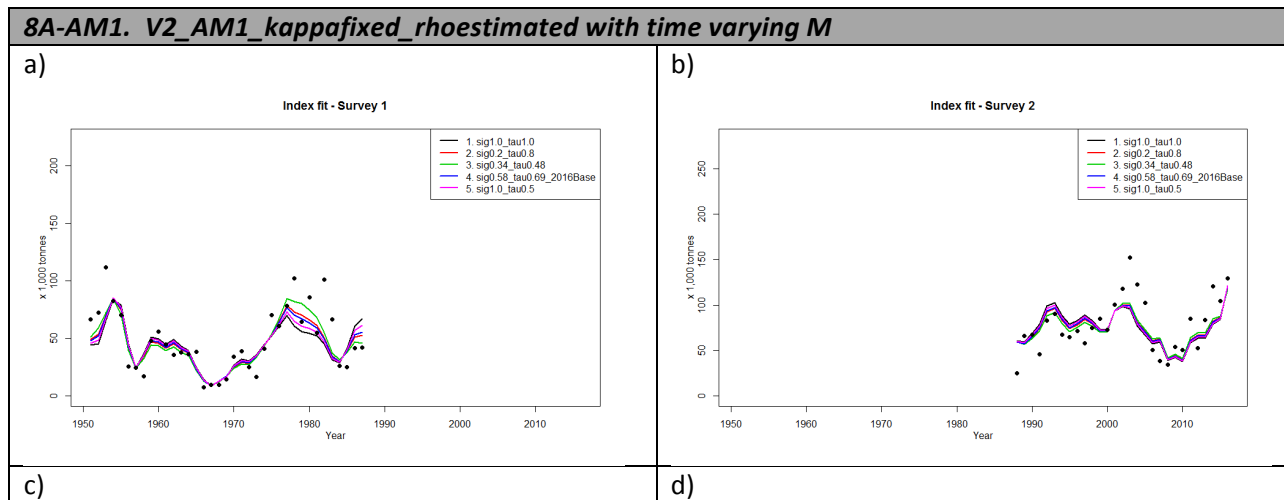 8A-AM1. V2_AM1_kappafixed_rhoestimated with time varying M
a)
Index fit - Survey 1
1. sig1.0_tau1.0
2. sig0.2_tau0.8
3. sig0.34_tau0.48
4. sig0.58_tau0.69_2016Base
5. sig1.0_tau0.5
x 1,000 tonnes
200
150
100
50
0
1950 1960 1970 1980 1990 2000 2010
Year
b)
Index fit - Survey 2
1. sig1.0_tau1.0
2. sig0.2_tau0.8
3. sig0.34_tau0.48
4. sig0.58_tau0.69_2016Base
5. sig1.0_tau0.5
x 1,000 tonnes
250
200
150
100
50
0
1950 1960 1970 1980 1990 2000 2010
Year
c)
d)